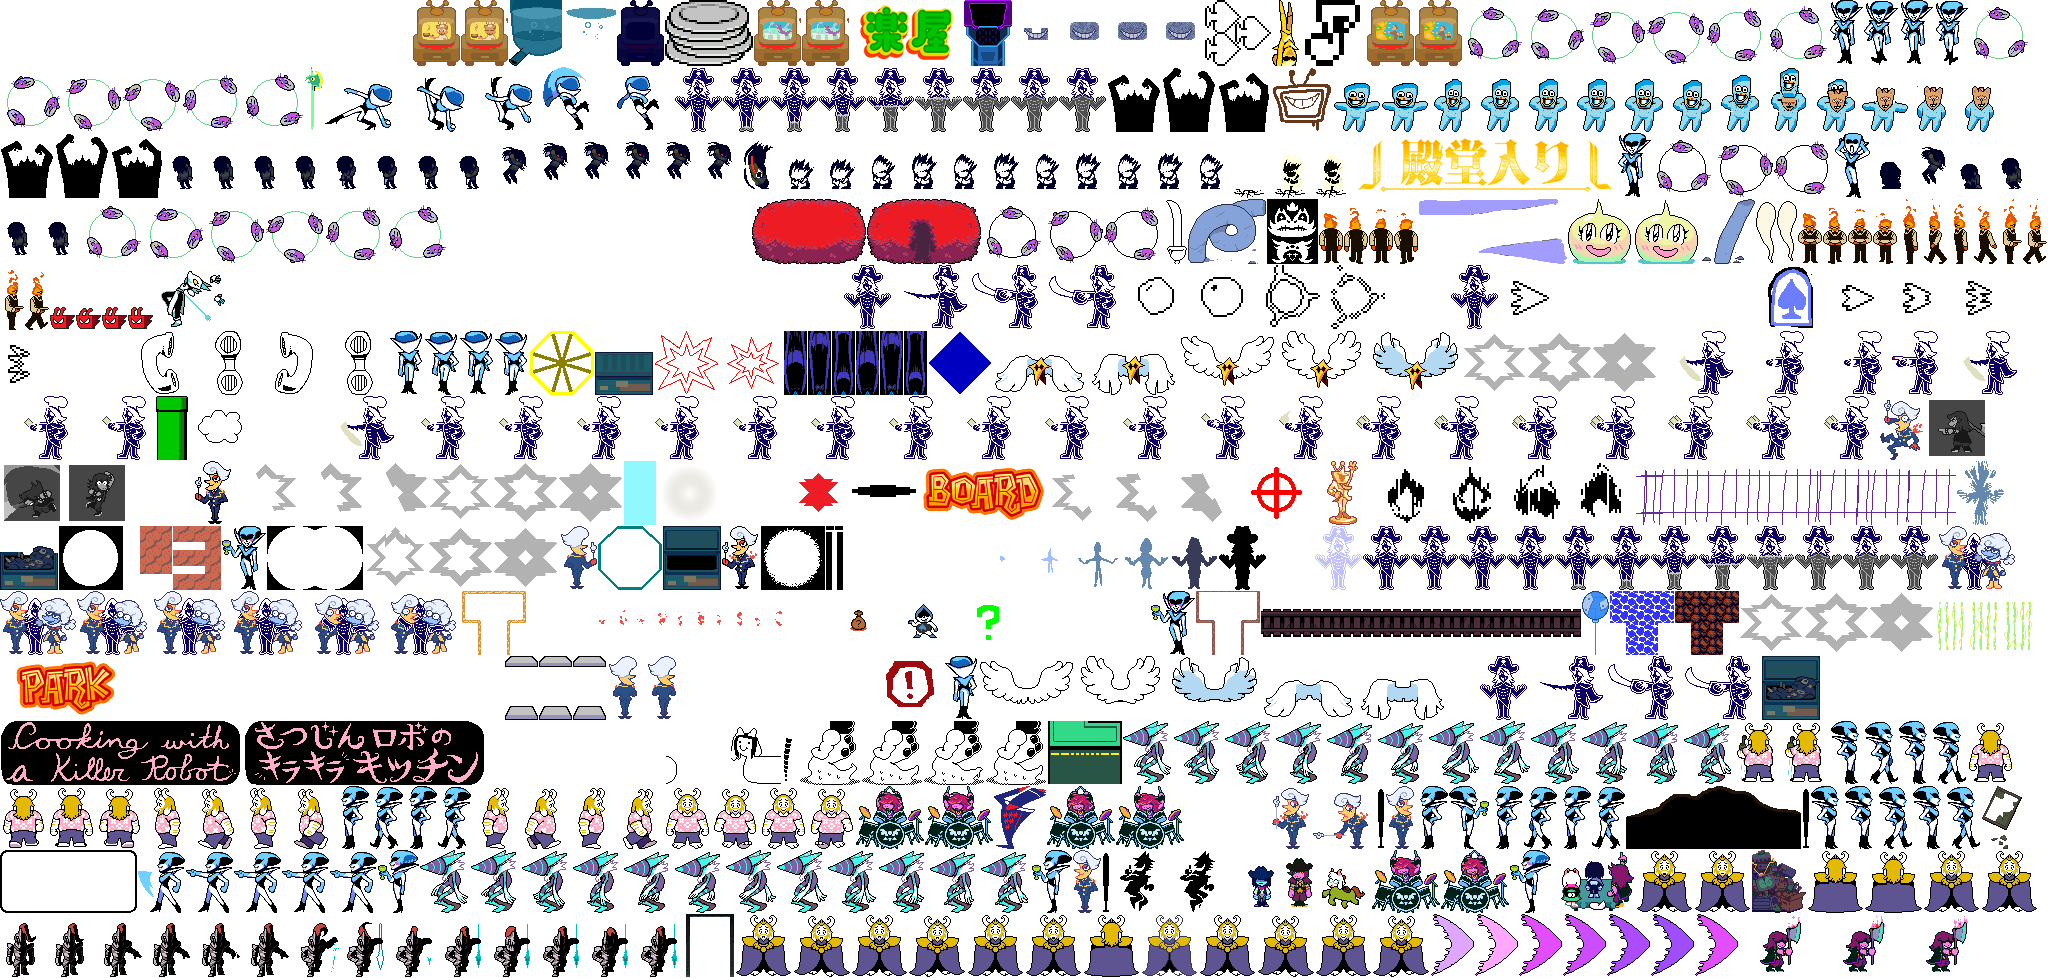 楽屋
殿堂入り
BOARD
?
!
PARK
Cooking with
a Killer Robot
さつじんロボの
キラキラキッチン